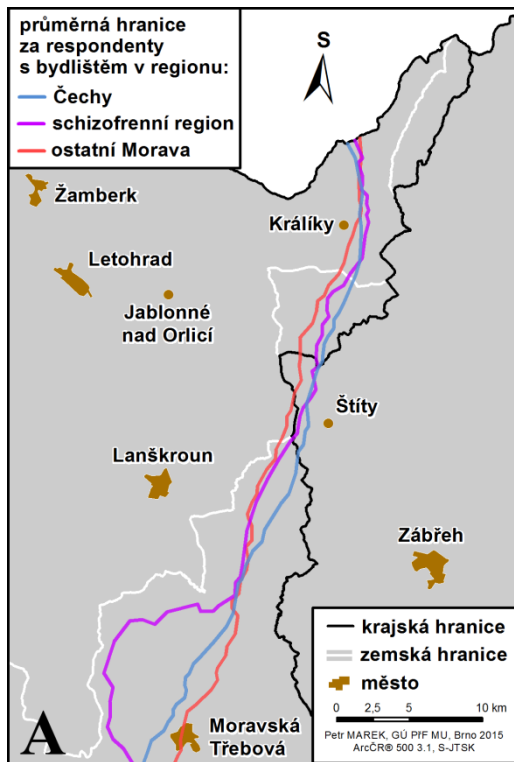 průměrná hranice
za respondenty
s bydlištěm v regionu:
Čechy
schizofrenní region
ostatní Morava
S
Žamberk
Králíky
Letohrad
Jablonné
nad Orlicí
Štíty
Lanškroun
Zábřeh
Moravská
Třebová
A
krajská hranice
zemská hranice
město
0 2,5 5 10 km
Petr MAREK, GÚ PřF MU, Brno 2015
ArcČR® 500 3.1, S-JTSK